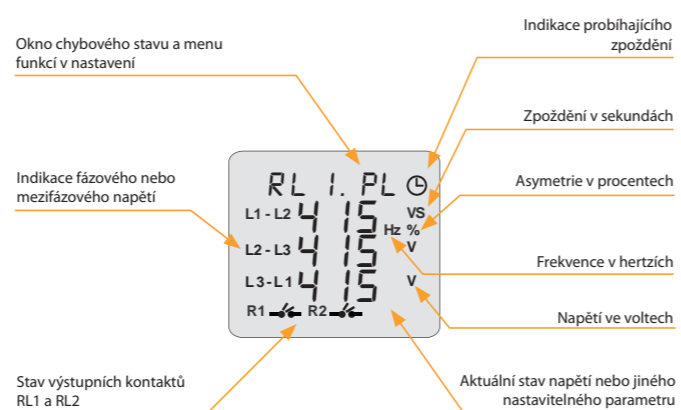 Indikace probíhajícího
zpoždění
Okno chybového stavu a menu
funkcí v nastavení
Zpoždění v sekundách
Indikace fázového nebo
mezifázového napětí
Asymetrie v procentech
Frekvence v hertzích
Napětí ve voltech
RL 1. PL
L1 - L2 415 VS
Hz %
L2 - L3 415 V
L3-L1 415 V
R1 R2
Stav výstupních kontaktů
RL1 a RL2
Aktuální stav napětí nebo jiného
nastavitelného parametru